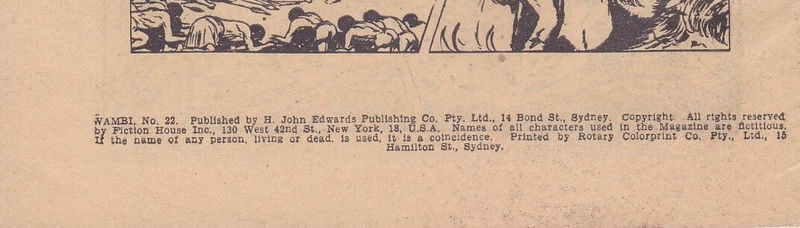 WAMBI, No. 22. Published by H. John Edwards Publishing Co. Pty. Ltd., 14 Bond St., Sydney. Copyright. All rights reserved
by Fiction House Inc., 130 West 42nd St., New York, 18, U.S.A. Names of all characters used in the Magazine are fictitious.
If the name of any person, living or dead, is used, it is a coincidence. Printed by Rotary Colorprint Co. Pty., Ltd., 15
Hamilton St., Sydney.